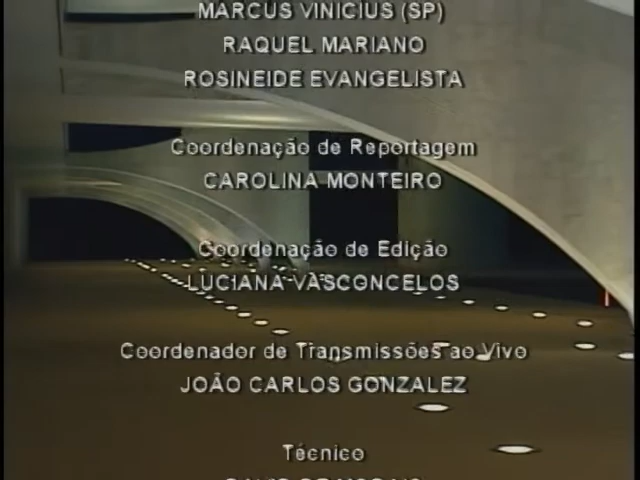 MARCUS VINICIUS (SP)
RAQUEL MARIANO
ROSINEIDE EVANGELISTA
Coordenação de Reportagem
CAROLINA MONTEIRO
Coordenação de Edição
LUCIANA VASCONCELOS
Coordenador de Transmissões ao Vivo
JOÃO CARLOS GONZALEZ
Técnico